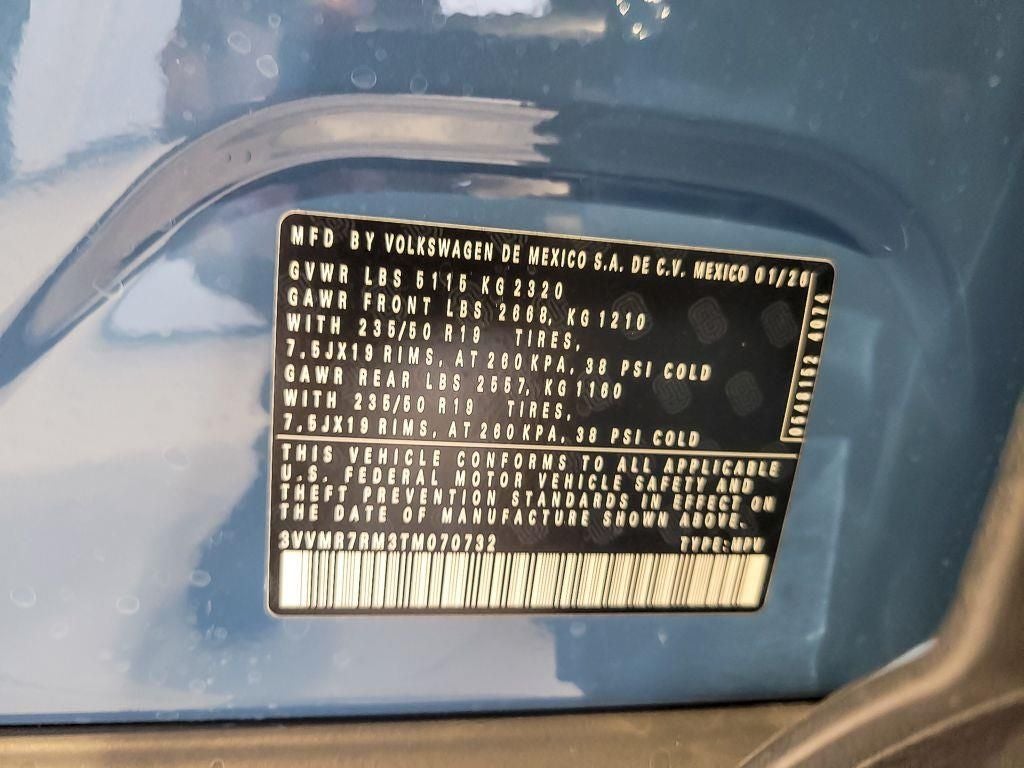 MFD BY VOLKSWAGEN DE MEXICO S.A. DE C.V. MEXICO 01/26
GVWR LBS 5115 KG 2320
GAWR FRONT LBS 2668, KG 1210
WITH 235/50 R19 TIRES,
7.5JX19 RIMS, AT 260 KPA, 38 PSI COLD
GAWR REAR LBS 2557, KG 1160
WITH 235/50 R19 TIRES,
7.5JX19 RIMS, AT 260 KPA, 38 PSI COLD
THIS VEHICLE CONFORMS TO ALL APPLICABLE
U.S. FEDERAL MOTOR VEHICLE SAFETY AND
THEFT PREVENTION STANDARDS IN EFFECT ON
THE DATE OF MANUFACTURE SHOWN ABOVE.
3VVMR7RM3TM070732 TYPE:MPV